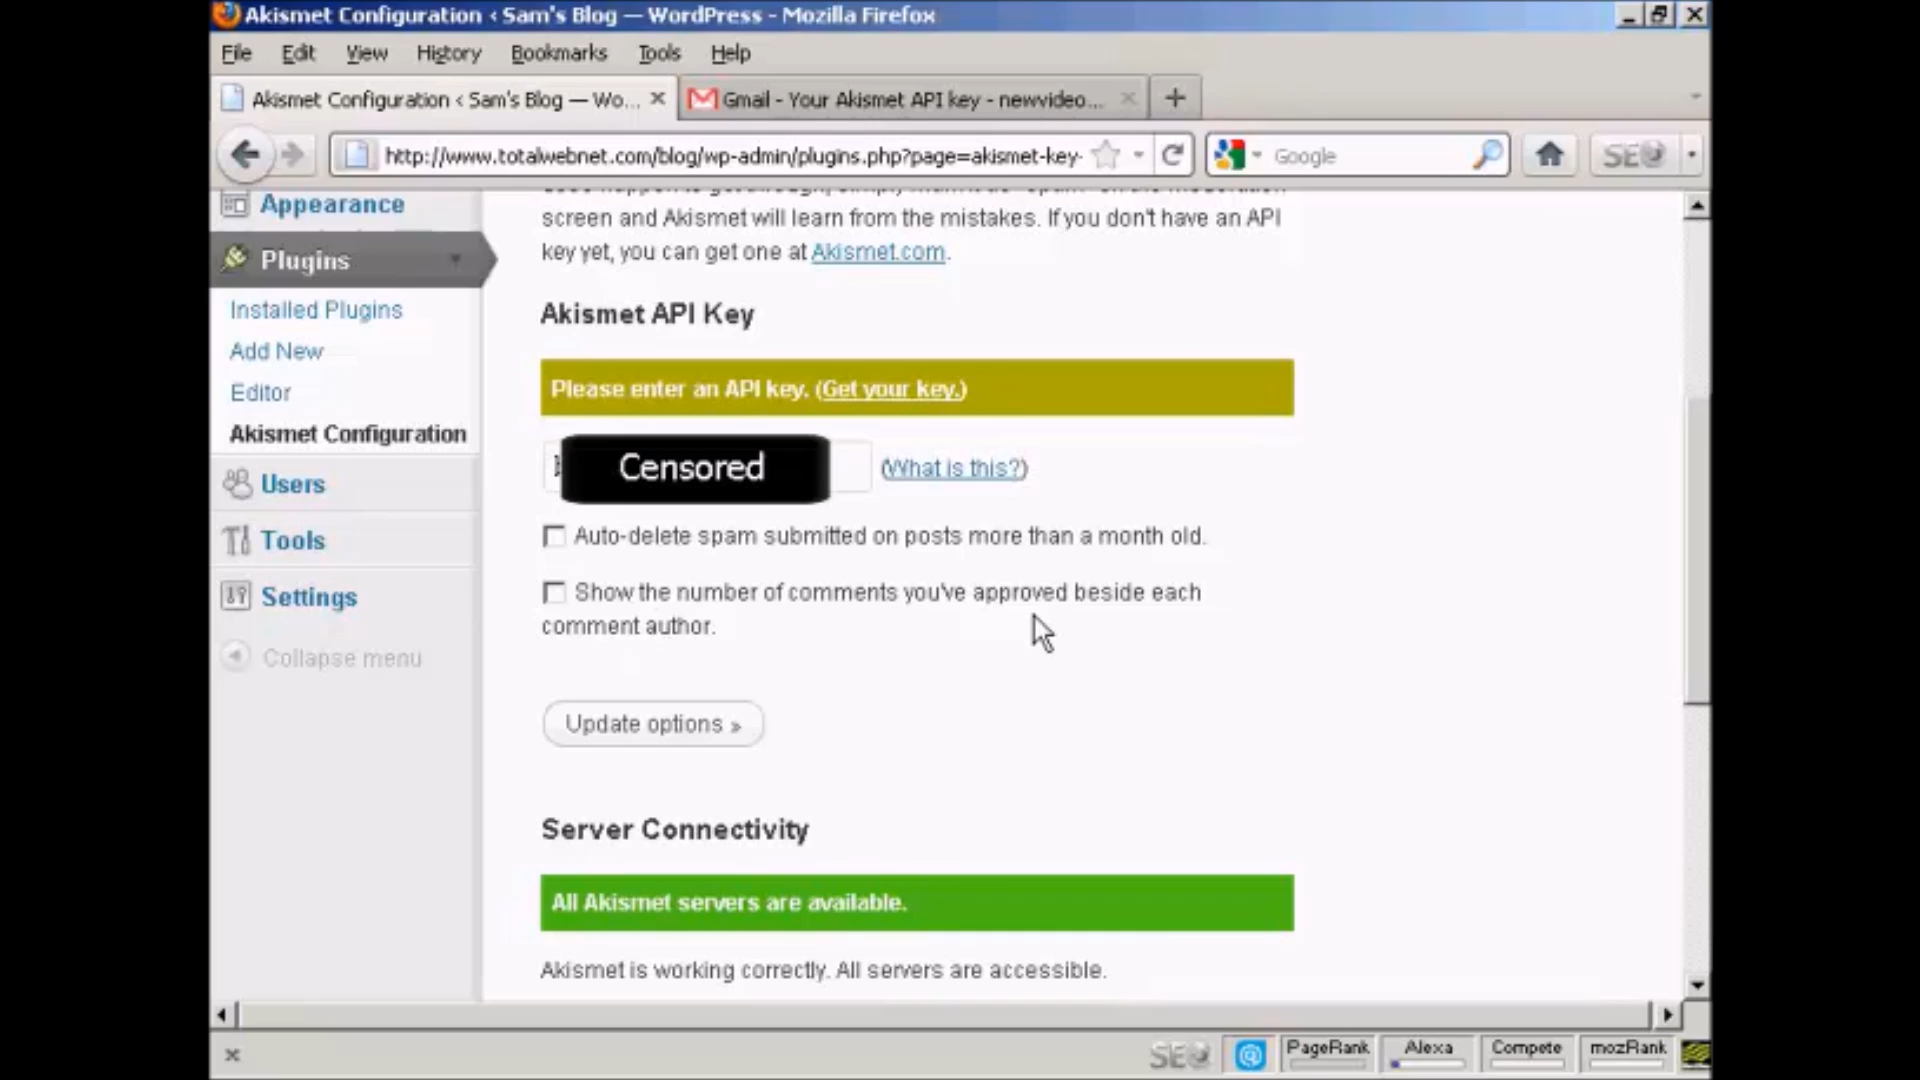 Akismet Configuration ‹ Sam's Blog — WordPress - Mozilla Firefox
File Edit View History Bookmarks Tools Help
Akismet Configuration ‹ Sam's Blog — Wo... Gmail - Your Akismet API key - newvideo...
http://www.totalwebnet.com/blog/wp-admin/plugins.php?page=akismet-key- Google SEO
Appearance
Plugins
Installed Plugins
Add New
Editor
Akismet Configuration
Users
Tools
Settings
Collapse menu
screen and Akismet will learn from the mistakes. If you don't have an API
key yet, you can get one at Akismet.com.
Akismet API Key
Please enter an API key. (Get your key.)
Censored (What is this?)
Auto-delete spam submitted on posts more than a month old.
Show the number of comments you've approved beside each
comment author.
Update options »
Server Connectivity
All Akismet servers are available.
Akismet is working correctly. All servers are accessible.
SEO PageRank Alexa Compete mozRank